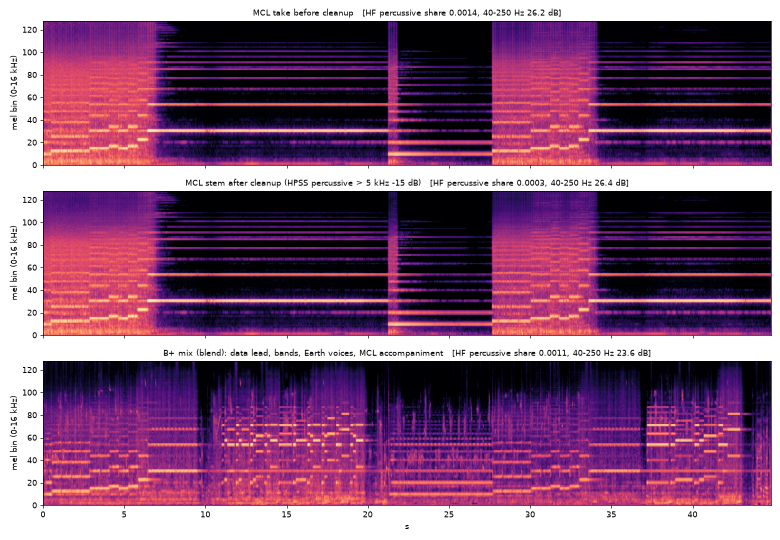 MCL take before cleanup [HF percussive share 0.0014, 40-250 Hz 26.2 dB]
mel bin (0-16 kHz)
120
100
80
60
40
20
0
MCL stem after cleanup (HPSS percussive > 5 kHz -15 dB) [HF percussive share 0.0003, 40-250 Hz 26.4 dB]
mel bin (0-16 kHz)
120
100
80
60
40
20
0
B+ mix (blend): data lead, bands, Earth voices, MCL accompaniment [HF percussive share 0.0011, 40-250 Hz 23.6 dB]
mel bin (0-16 kHz)
120
100
80
60
40
20
0
0 5 10 15 20 25 30 35 40
s